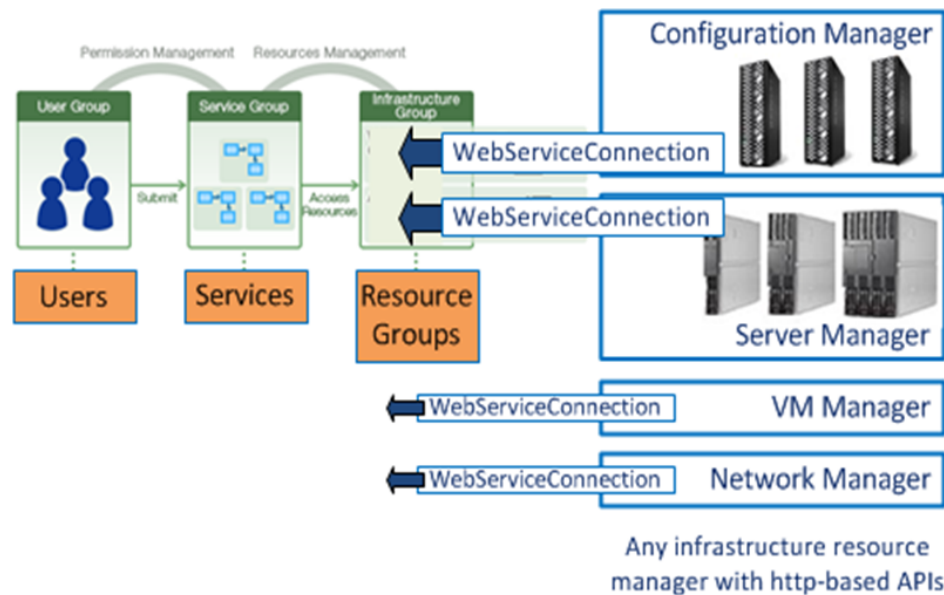 Permission Management
Resources Management
Configuration Manager
User Group
Service Group
Infrastructure
Group
WebServiceConnection
Submit
Access
Resources
WebServiceConnection
Users
Services
Resource
Groups
Server Manager
WebServiceConnection
VM Manager
WebServiceConnection
Network Manager
Any infrastructure resource
manager with http-based APIs